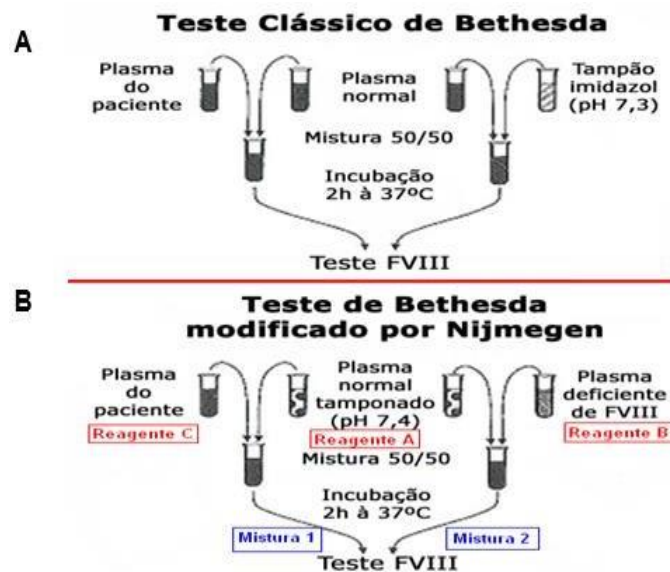 A
Teste Clássico de Bethesda
Plasma
do
paciente
Plasma
normal
Tampão
imidazol
(pH 7,3)
Mistura 50/50
Incubação
2h à 37ºC
Teste FVIII
B
Teste de Bethesda
modificado por Nijmegen
Plasma
do
paciente
Reagente C
Plasma
normal
tamponado
(pH 7,4)
Reagente A
Plasma
deficiente
de FVIII
Reagente B
Mistura 50/50
Incubação
2h à 37ºC
Mistura 1
Mistura 2
Teste FVIII